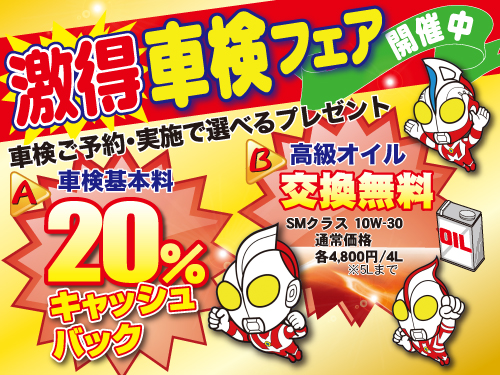 激得車検フェア
開催中
車検ご予約・実施で選べるプレゼント
A
車検基本料
20%
キャッシュ
バック
B
高級オイル
交換無料
SMクラス 10W-30
通常価格
各4,800円/4L
※5Lまで
OIL